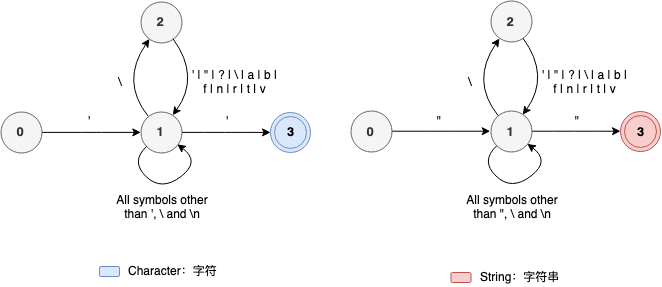 2
2
\
' | " | ? | \ | a | b |
f | n | r | t | v
\
' | " | ? | \ | a | b |
f | n | r | t | v
0
'
1
'
3
0
"
1
"
3
All symbols other
than ', \ and \n
All symbols other
than ", \ and \n
Character：字符
String：字符串